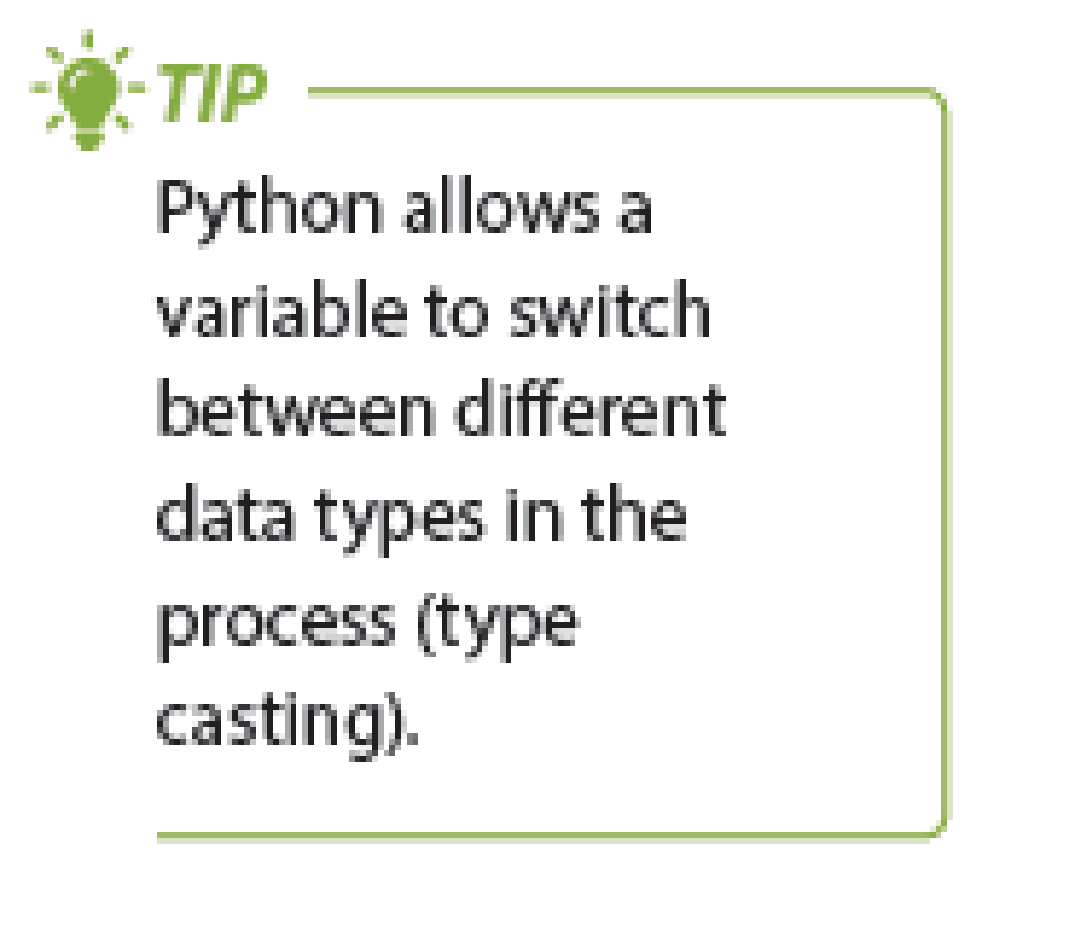 TIP
Python allows a
variable to switch
between different
data types in the
process (type
casting).